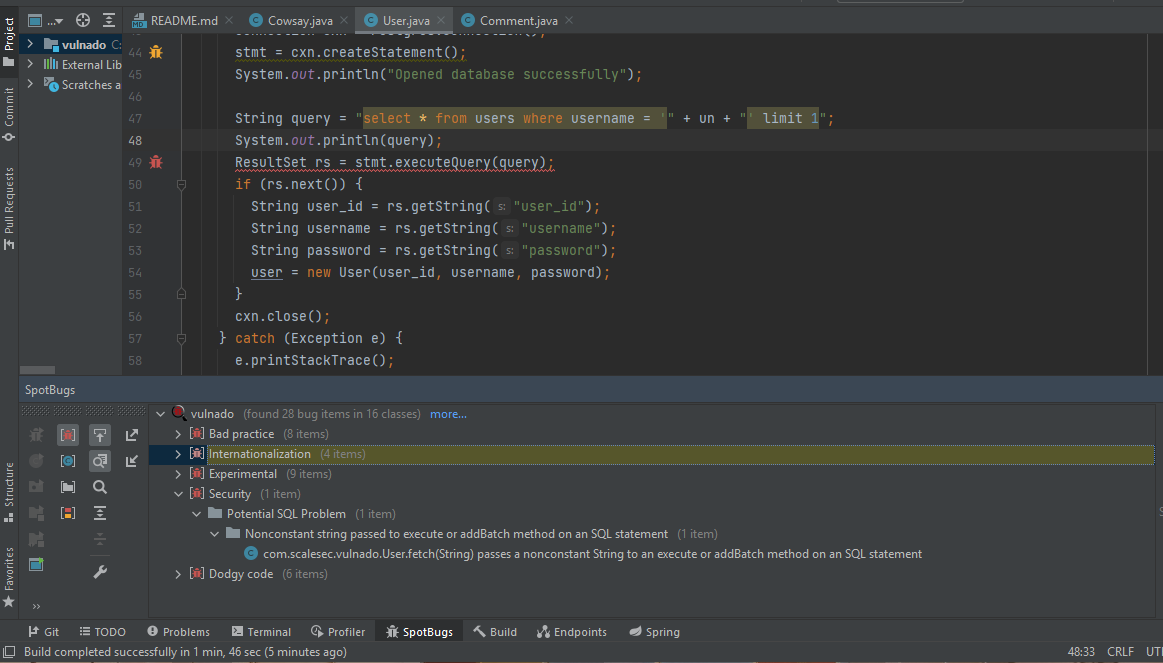 README.md Cowsay.java User.java Comment.java
Project
Commit
Pull Requests
Structure
Favorites
vulnado C:
External Lib
Scratches a
44 stmt = cxn.createStatement();
45 System.out.println("Opened database successfully");
46
47 String query = "select * from users where username = '" + un + "' limit 1";
48 System.out.println(query);
49 ResultSet rs = stmt.executeQuery(query);
50 if (rs.next()) {
51 String user_id = rs.getString( s: "user_id");
52 String username = rs.getString( s: "username");
53 String password = rs.getString( s: "password");
54 user = new User(user_id, username, password);
55 }
56 cxn.close();
57 } catch (Exception e) {
58 e.printStackTrace();
SpotBugs
vulnado (found 28 bug items in 16 classes) more...
Bad practice (8 items)
Internationalization (4 items)
Experimental (9 items)
Security (1 item)
Potential SQL Problem (1 item)
Nonconstant string passed to execute or addBatch method on an SQL statement (1 item)
com.scalesec.vulnado.User.fetch(String) passes a nonconstant String to an execute or addBatch method on an SQL statement
Dodgy code (6 items)
Git TODO Problems Terminal Profiler SpotBugs Build Endpoints Spring
Build completed successfully in 1 min, 46 sec (5 minutes ago) 48:33 CRLF UT